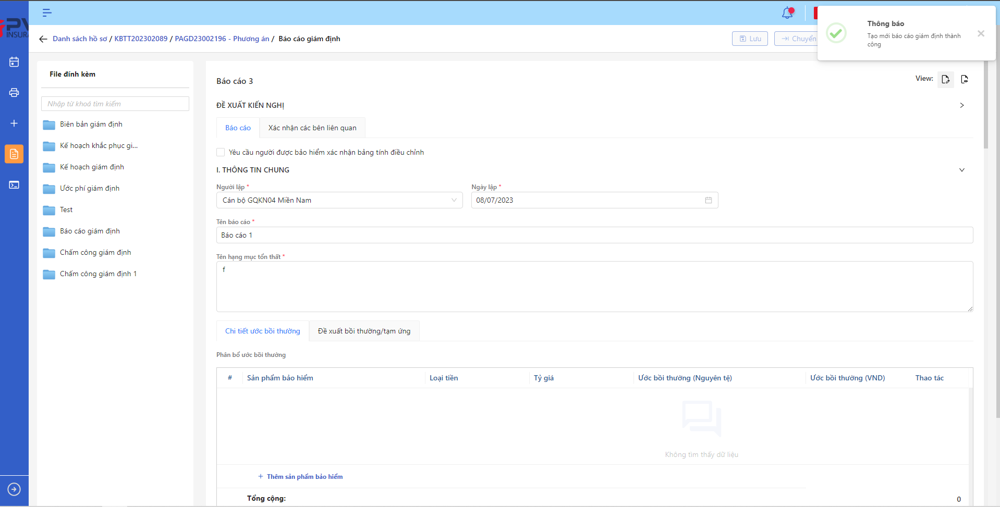 PV
INSURA
Danh sách hồ sơ / KBTT202302089 / PAGD23002196 - Phương án / Báo cáo giám định
Lưu
Chuyển
Thông báo
Tạo mới báo cáo giám định thành
công
File đính kèm
Nhập từ khoá tìm kiếm
Biên bản giám định
Kế hoạch khắc phục gi...
Kế hoạch giám định
Ước phí giám định
Test
Báo cáo giám định
Chấm công giám định
Chấm công giám định 1
Báo cáo 3
View:
ĐỀ XUẤT KIẾN NGHỊ
Báo cáo
Xác nhận các bên liên quan
Yêu cầu người được bảo hiểm xác nhận bảng tính điều chỉnh
I. THÔNG TIN CHUNG
Người lập *
Ngày lập *
Cán bộ GQKN04 Miền Nam
08/07/2023
Tên báo cáo *
Báo cáo 1
Tên hạng mục tổn thất *
f
Chi tiết ước bồi thường
Đề xuất bồi thường/tạm ứng
Phân bổ ước bồi thường
# Sản phẩm bảo hiểm Loại tiền Tỷ giá Ước bồi thường (Nguyên tệ) Ước bồi thường (VND) Thao tác
Không tìm thấy dữ liệu
+ Thêm sản phẩm bảo hiểm
Tổng cộng: 0